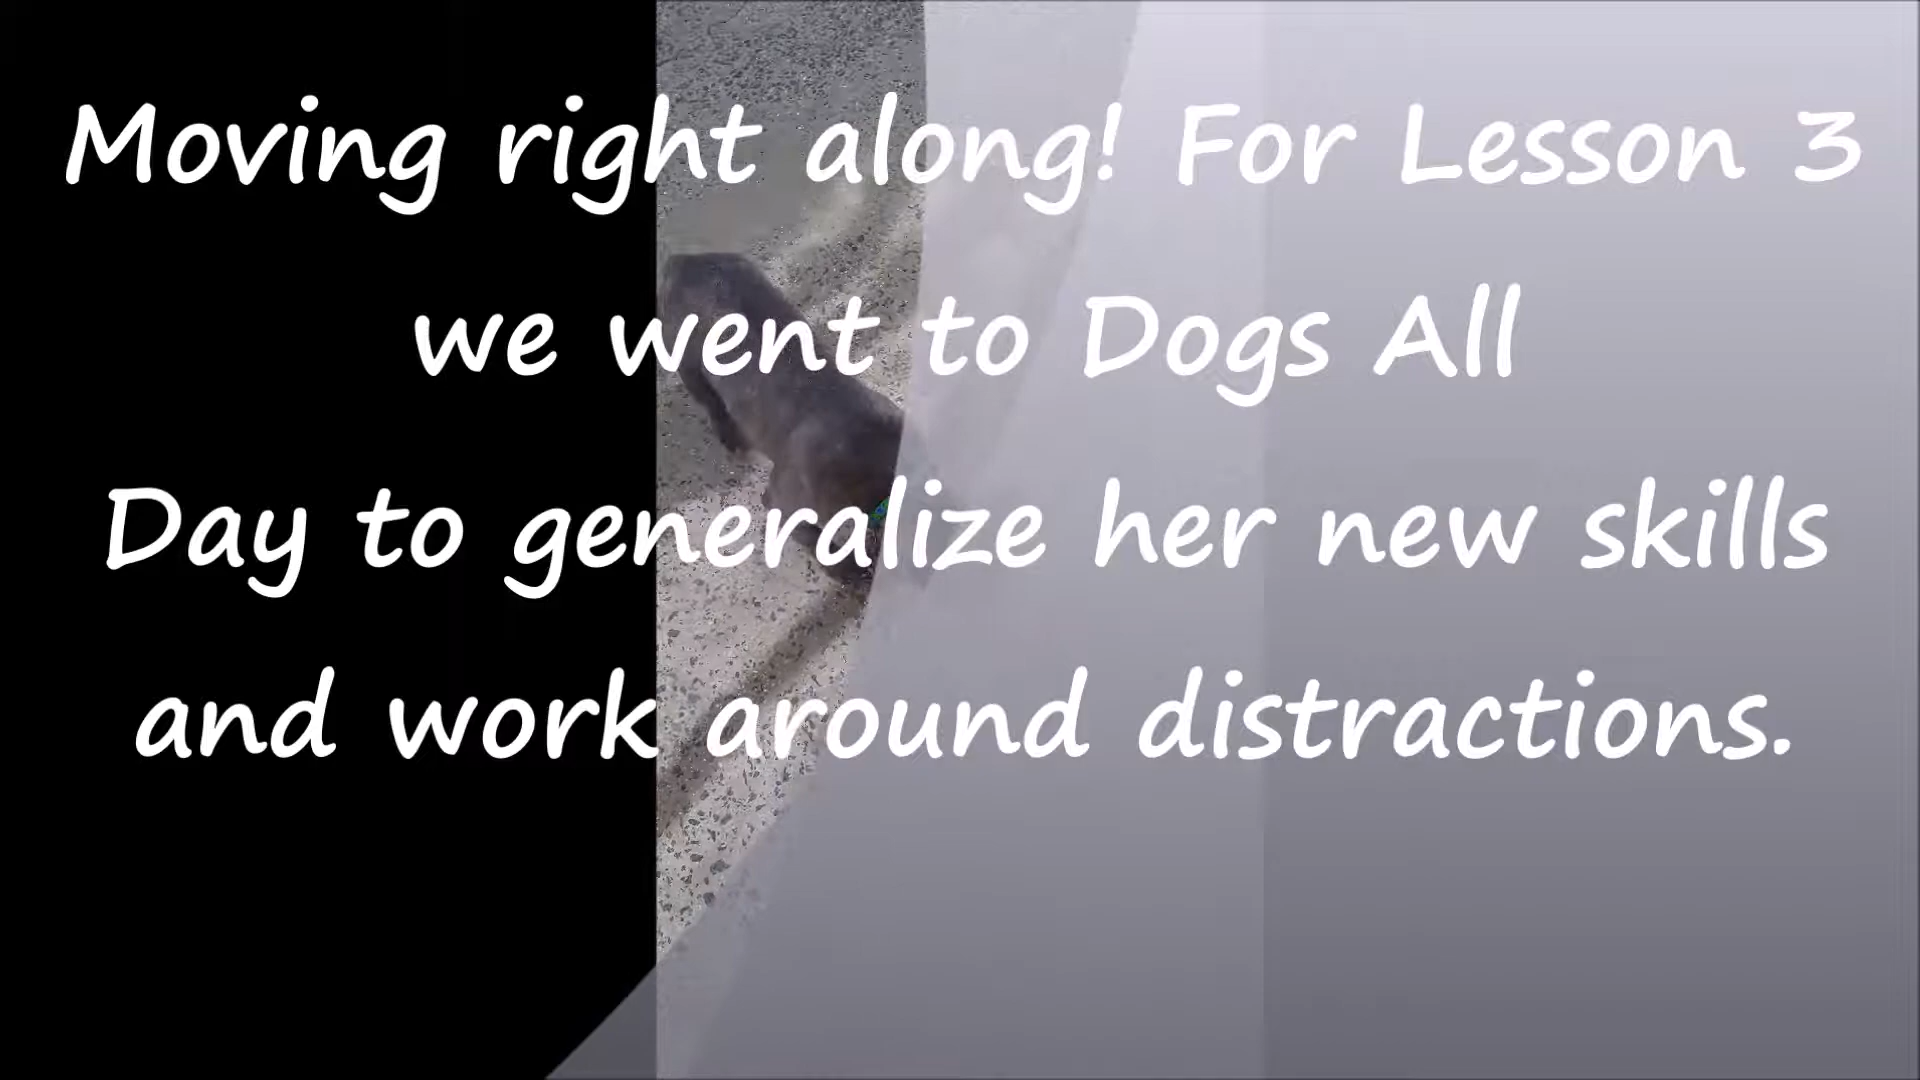 Moving right along! For Lesson 3
we went to Dogs All
Day to generalize her new skills
and work around distractions.